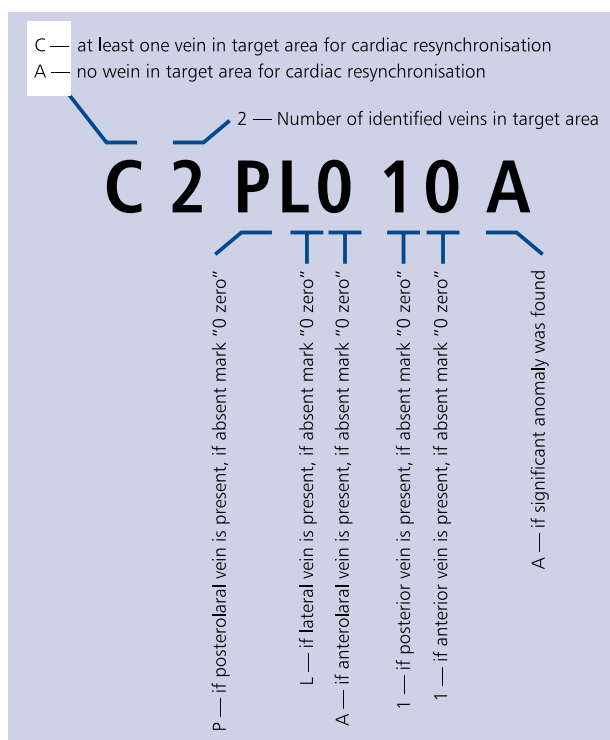 C — at least one vein in target area for cardiac resynchronisation
A — no wein in target area for cardiac resynchronisation
2 — Number of identified veins in target area
C 2 PL0 10 A
P — if posterolaral vein is present, if absent mark "0 zero"
L — if lateral vein is present, if absent mark "0 zero"
A — if anterolaral vein is present, if absent mark "0 zero"
1 — if posterior vein is present, if absent mark "0 zero"
1 — if anterior vein is present, if absent mark "0 zero"
A — if significant anomaly was found